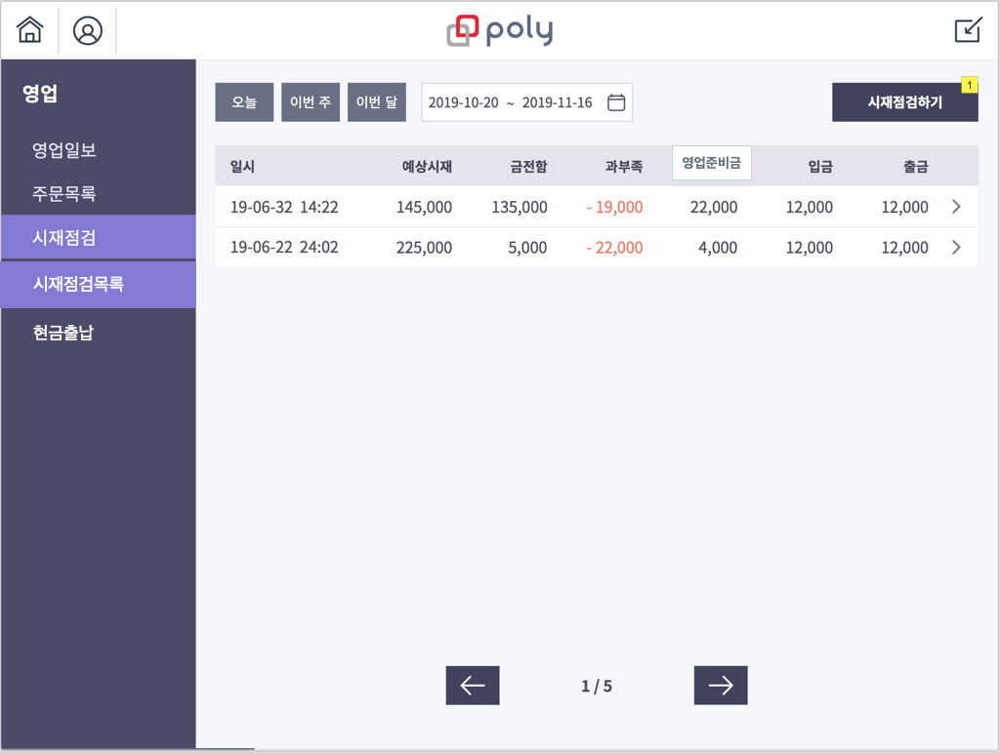 poly
영업
영업일보
주문목록
시재점검
시재점검목록
현금출납
오늘 이번 주 이번 달 2019-10-20 ~ 2019-11-16 시재점검하기 1
일시 예상시재 금전함 과부족 영업준비금 입금 출금
19-06-32 14:22 145,000 135,000 - 19,000 22,000 12,000 12,000
19-06-22 24:02 225,000 5,000 - 22,000 4,000 12,000 12,000
1 / 5